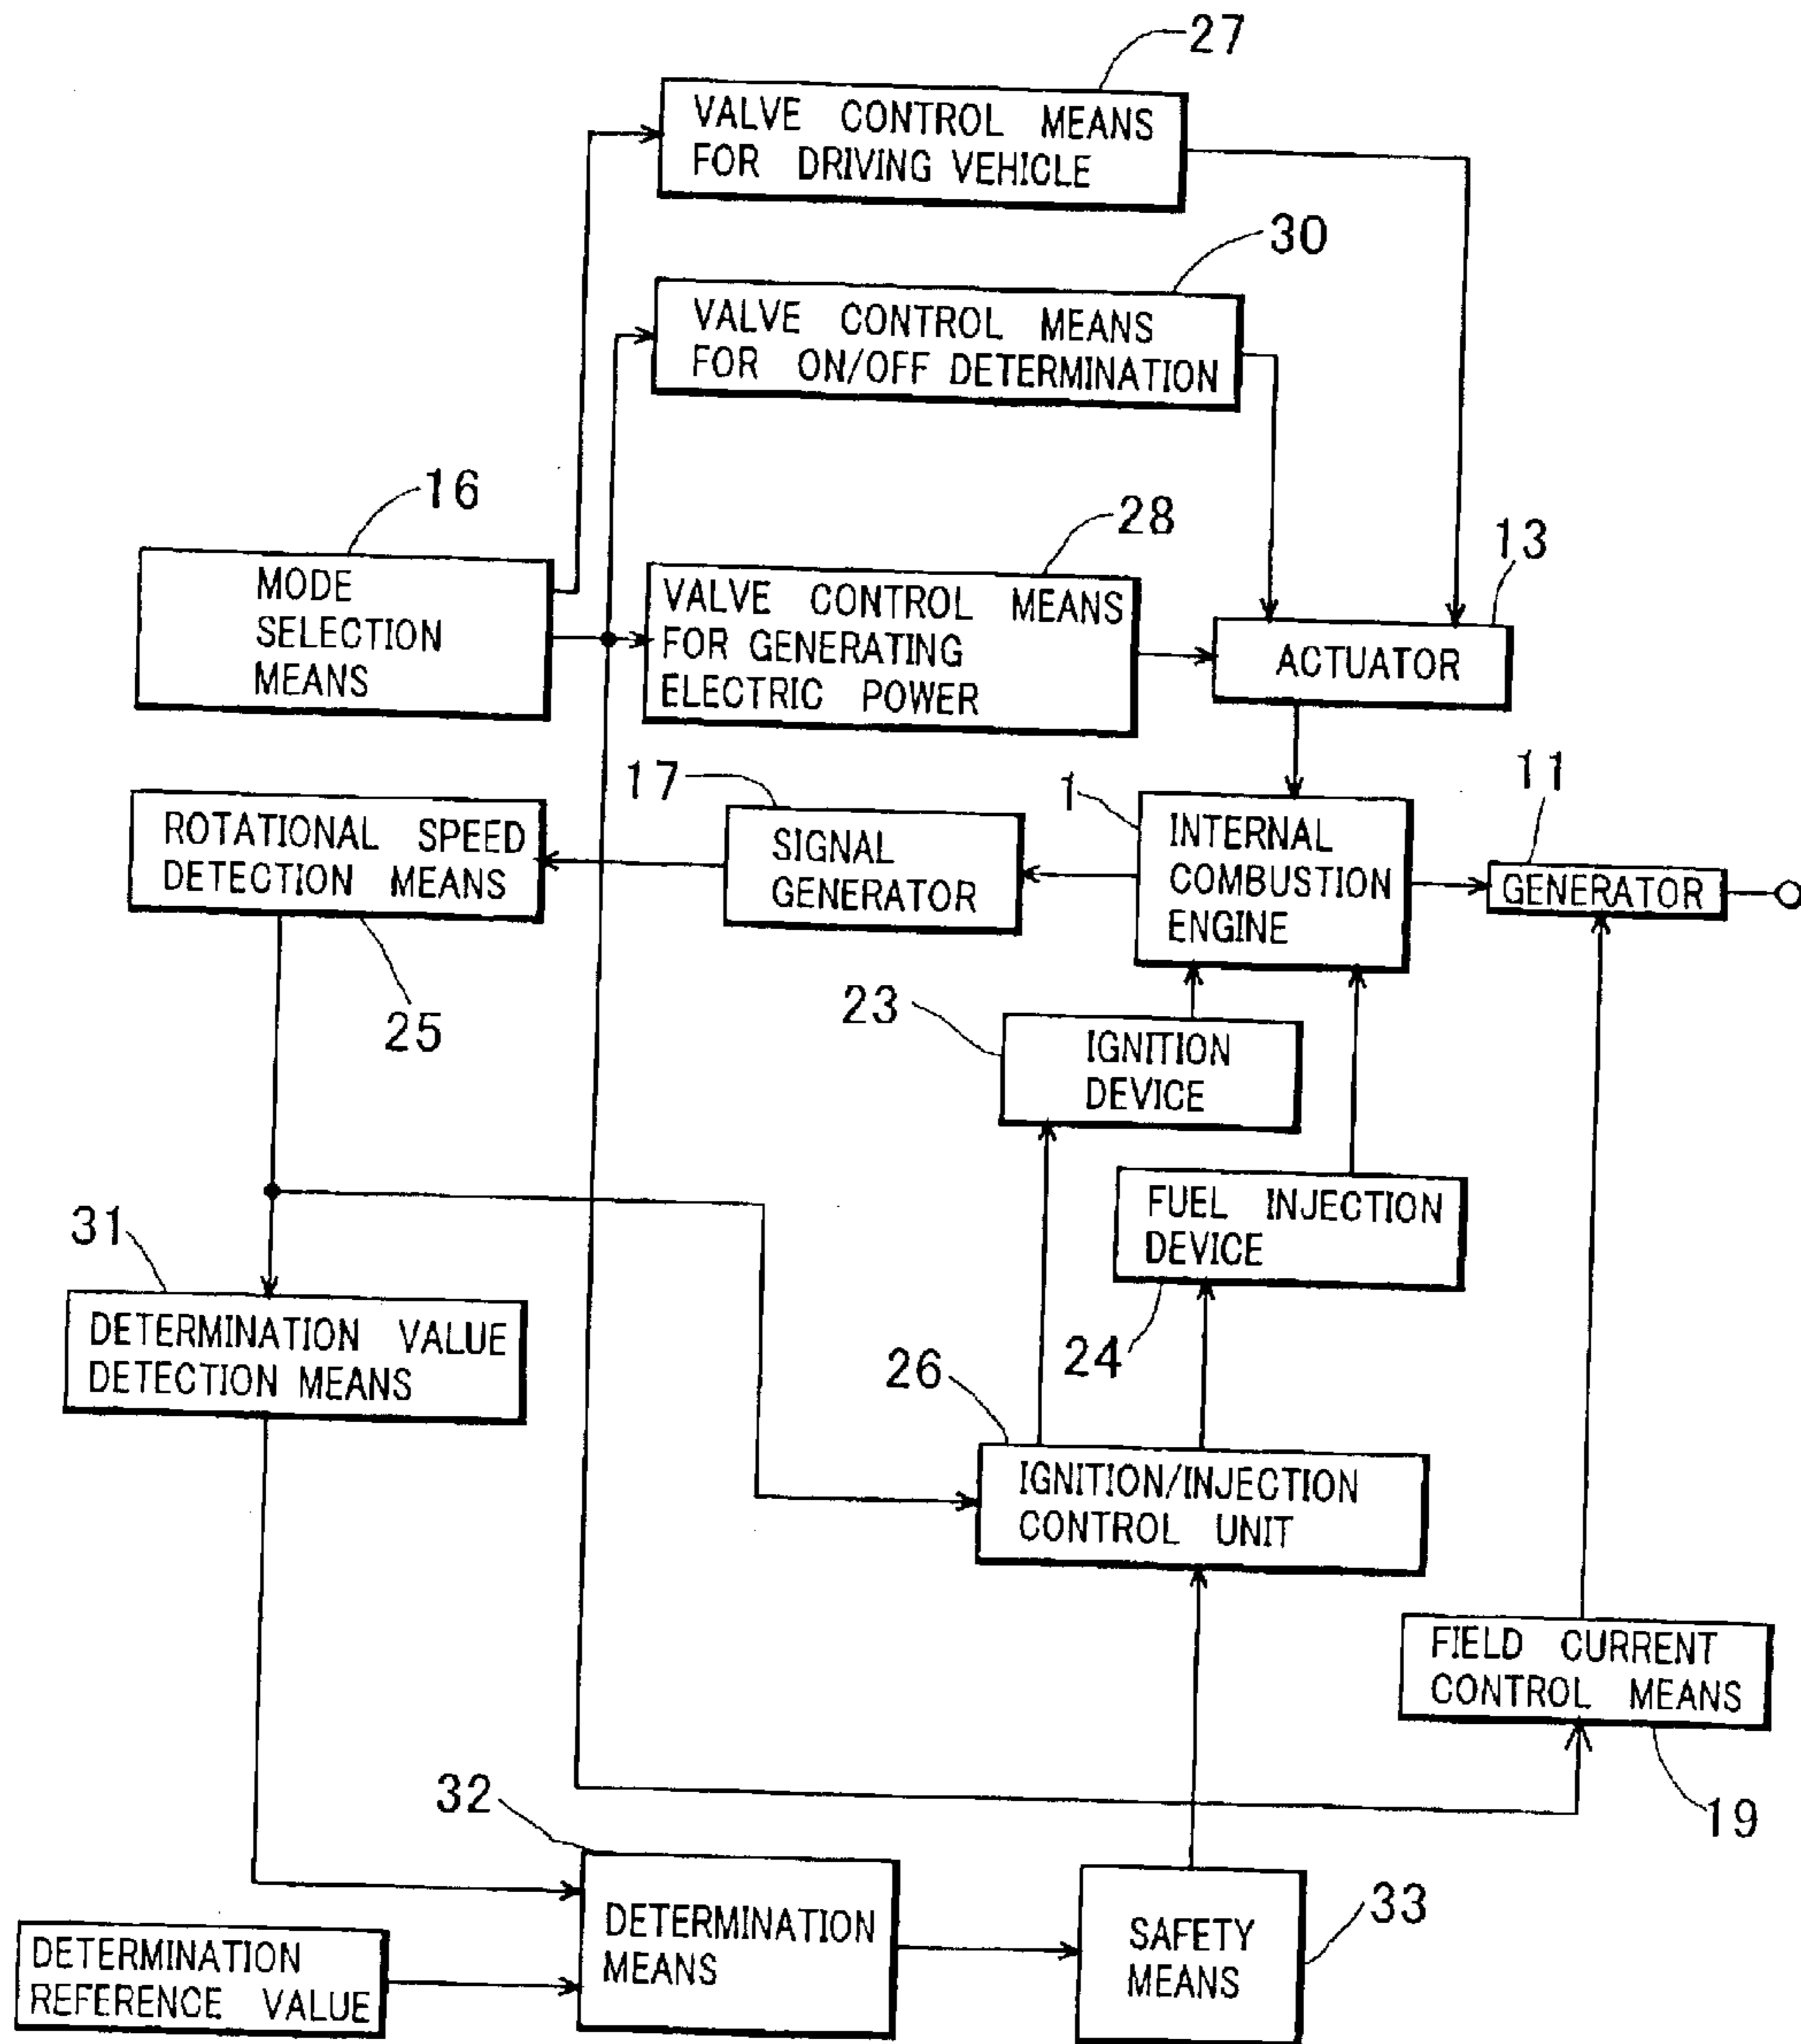 27
VALVE CONTROL MEANS
FOR DRIVING VEHICLE
30
VALVE CONTROL MEANS
FOR ON/OFF DETERMINATION
16
MODE
SELECTION
MEANS
28
VALVE CONTROL MEANS
FOR GENERATING
ELECTRIC POWER
13
ACTUATOR
25
ROTATIONAL SPEED
DETECTION MEANS
17
SIGNAL
GENERATOR
1
INTERNAL
COMBUSTION
ENGINE
11
GENERATOR
23
IGNITION
DEVICE
FUEL INJECTION
DEVICE
24
31
DETERMINATION VALUE
DETECTION MEANS
26
IGNITION/INJECTION
CONTROL UNIT
FIELD CURRENT
CONTROL MEANS
19
32
DETERMINATION
MEANS
SAFETY
MEANS
33
DETERMINATION
REFERENCE VALUE